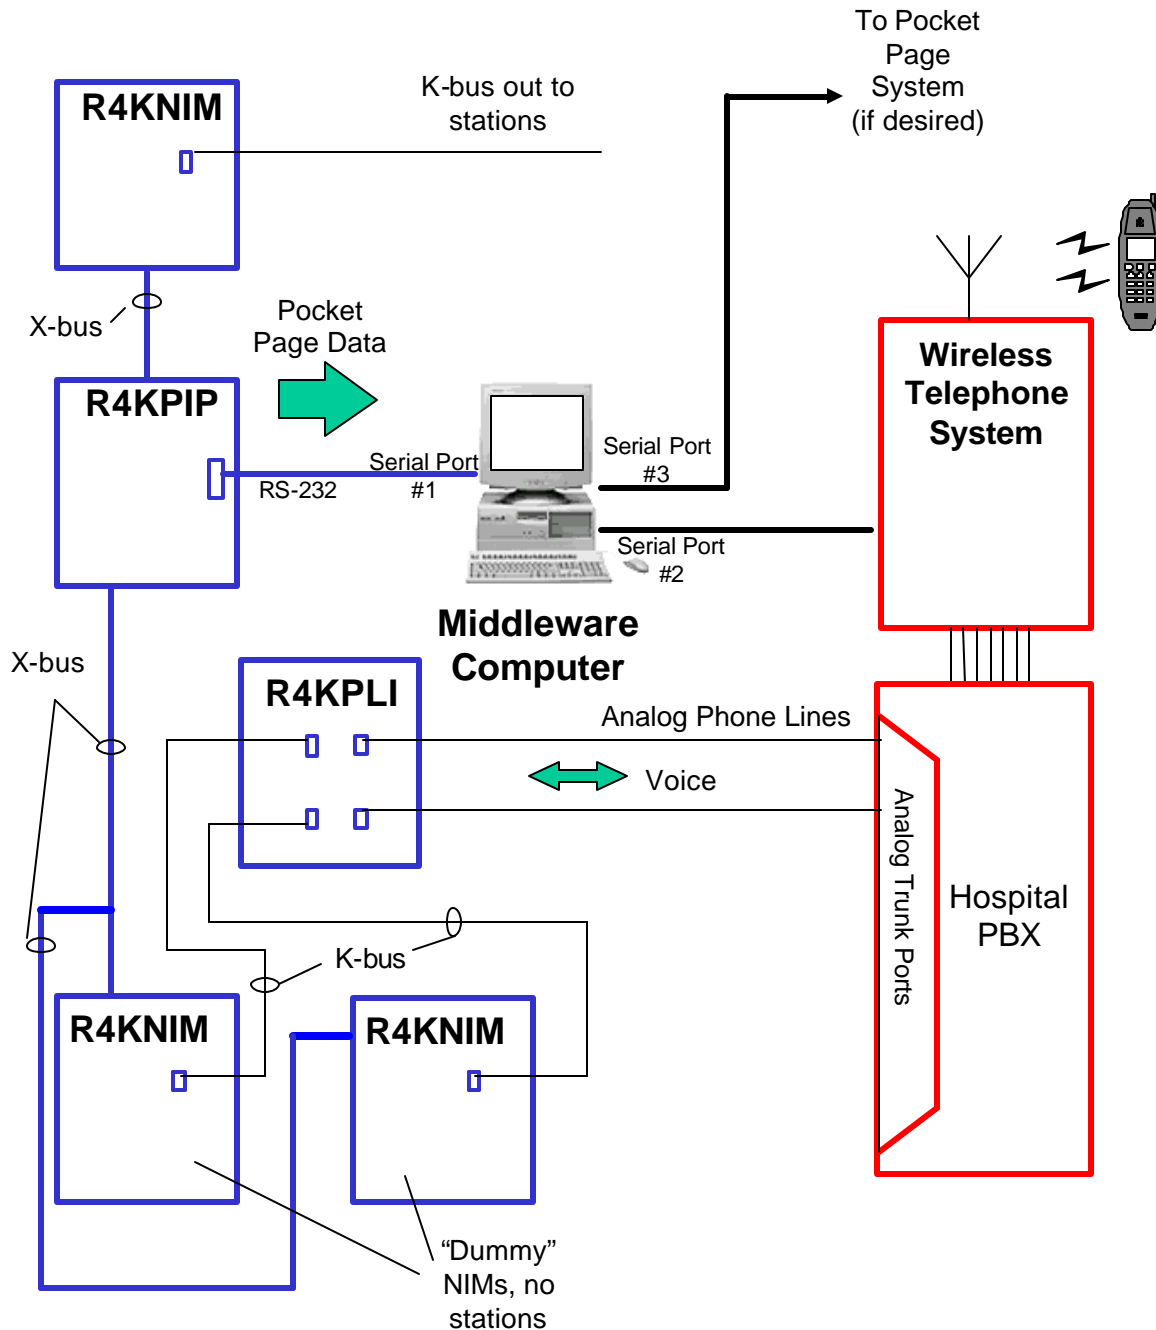 To Pocket
Page
System
(if desired)
R4KNIM
K-bus out to
stations
X-bus
Pocket
Page Data
R4KPIP
Serial Port
#1
RS-232
Serial Port
#3
Serial Port
#2
Wireless
Telephone
System
Middleware
Computer
X-bus
R4KPLI
Analog Phone Lines
Voice
Analog Trunk Ports
Hospital
PBX
K-bus
R4KNIM
R4KNIM
“Dummy”
NIMs, no
stations